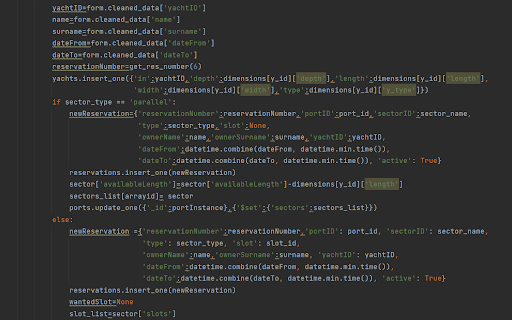 yachtID=form.cleaned_data['yachtID']
name=form.cleaned_data['name']
surname=form.cleaned_data['surname']
dateFrom=form.cleaned_data['dateFrom']
dateTo=form.cleaned_data['dateTo']
reservationNumber=get_res_number(6)
yachts.insert_one({'in':yachtID,'depth':dimensions[y_id]['depth'],'length':dimensions[y_id]['length'],
'width':dimensions[y_id]['width'],'type':dimensions[y_id]['y_type']})
if sector_type == 'parallel':
newReservation={'reservationNumber':reservationNumber,'portID':port_id,'sectorID':sector_name,
'type':sector_type,'slot':None,
'ownerName':name,'ownerSurname':surname,'yachtID':yachtID,
'dateFrom':datetime.combine(dateFrom, datetime.min.time()),
'dateTo':datetime.combine(dateTo, datetime.min.time()), 'active': True}
reservations.insert_one(newReservation)
sector['availableLength']=sector['availableLength']-dimensions[y_id]['length']
sectors_list[arrayid]= sector
ports.update_one({'_id':portInstance},{'$set':{'sectors':sectors_list}})
else:
newReservation ={'reservationNumber':reservationNumber,'portID': port_id, 'sectorID': sector_name,
'type': sector_type, 'slot': slot_id,
'ownerName':name,'ownerSurname':surname, 'yachtID': yachtID,
'dateFrom':datetime.combine(dateFrom, datetime.min.time()),
'dateTo':datetime.combine(dateTo, datetime.min.time()), 'active': True}
reservations.insert_one(newReservation)
wantedSlot=None
slot_list=sector['slots']